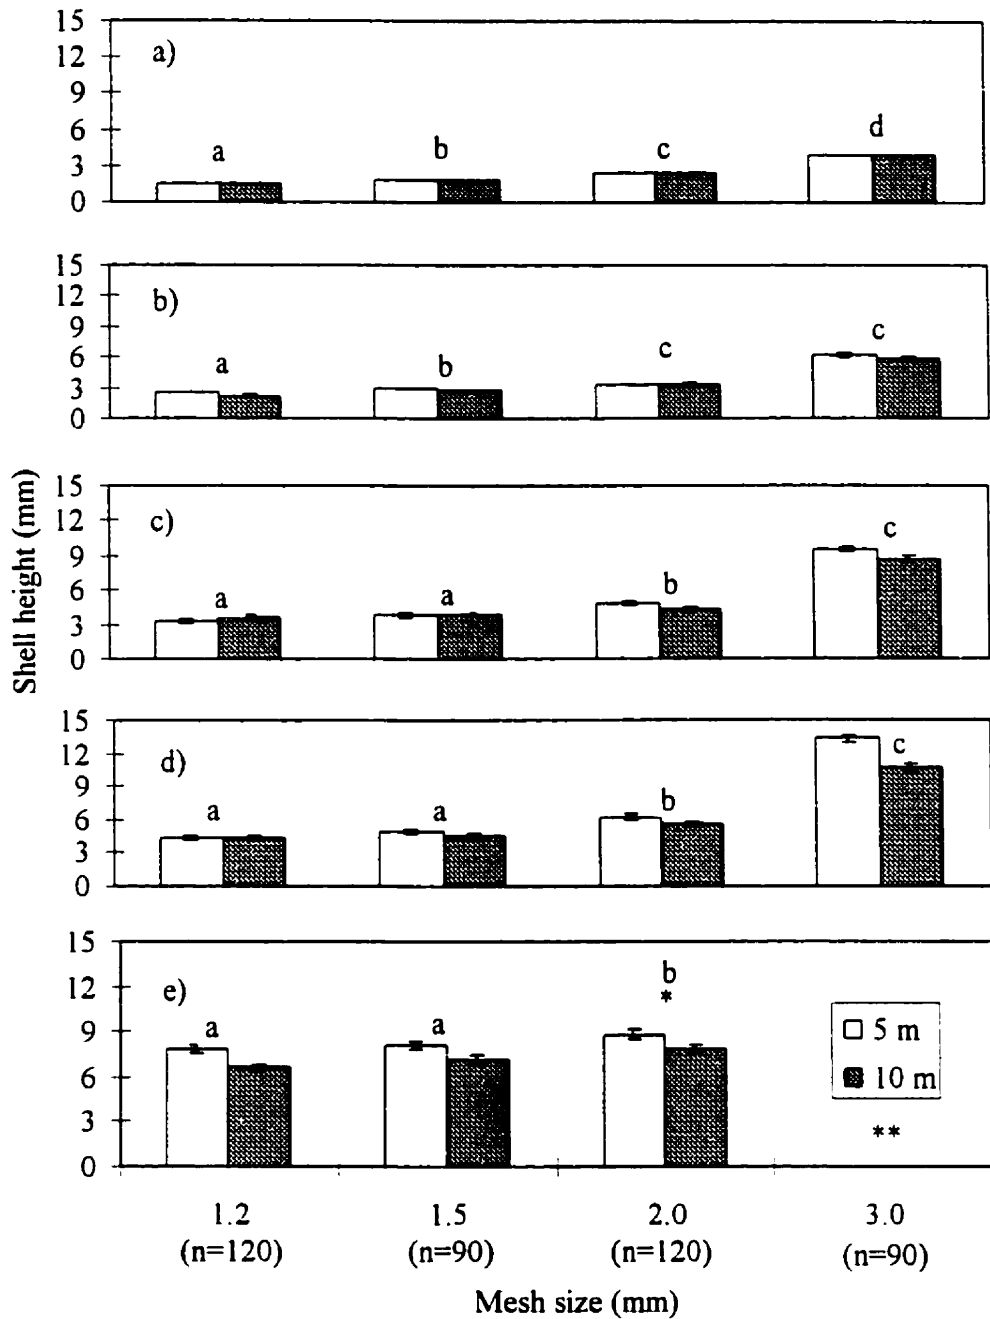 15
12
9
6
3
0
a)
a
b
c
d
15
12
9
6
3
0
b)
a
b
c
c
15
12
9
6
3
0
c)
a
a
b
c
15
12
9
6
3
0
d)
a
a
b
c
15
12
9
6
3
0
e)
a
a
b
*
5 m
10 m
**
Shell height (mm)
1.2 1.5 2.0 3.0
(n=120) (n=90) (n=120) (n=90)
Mesh size (mm)